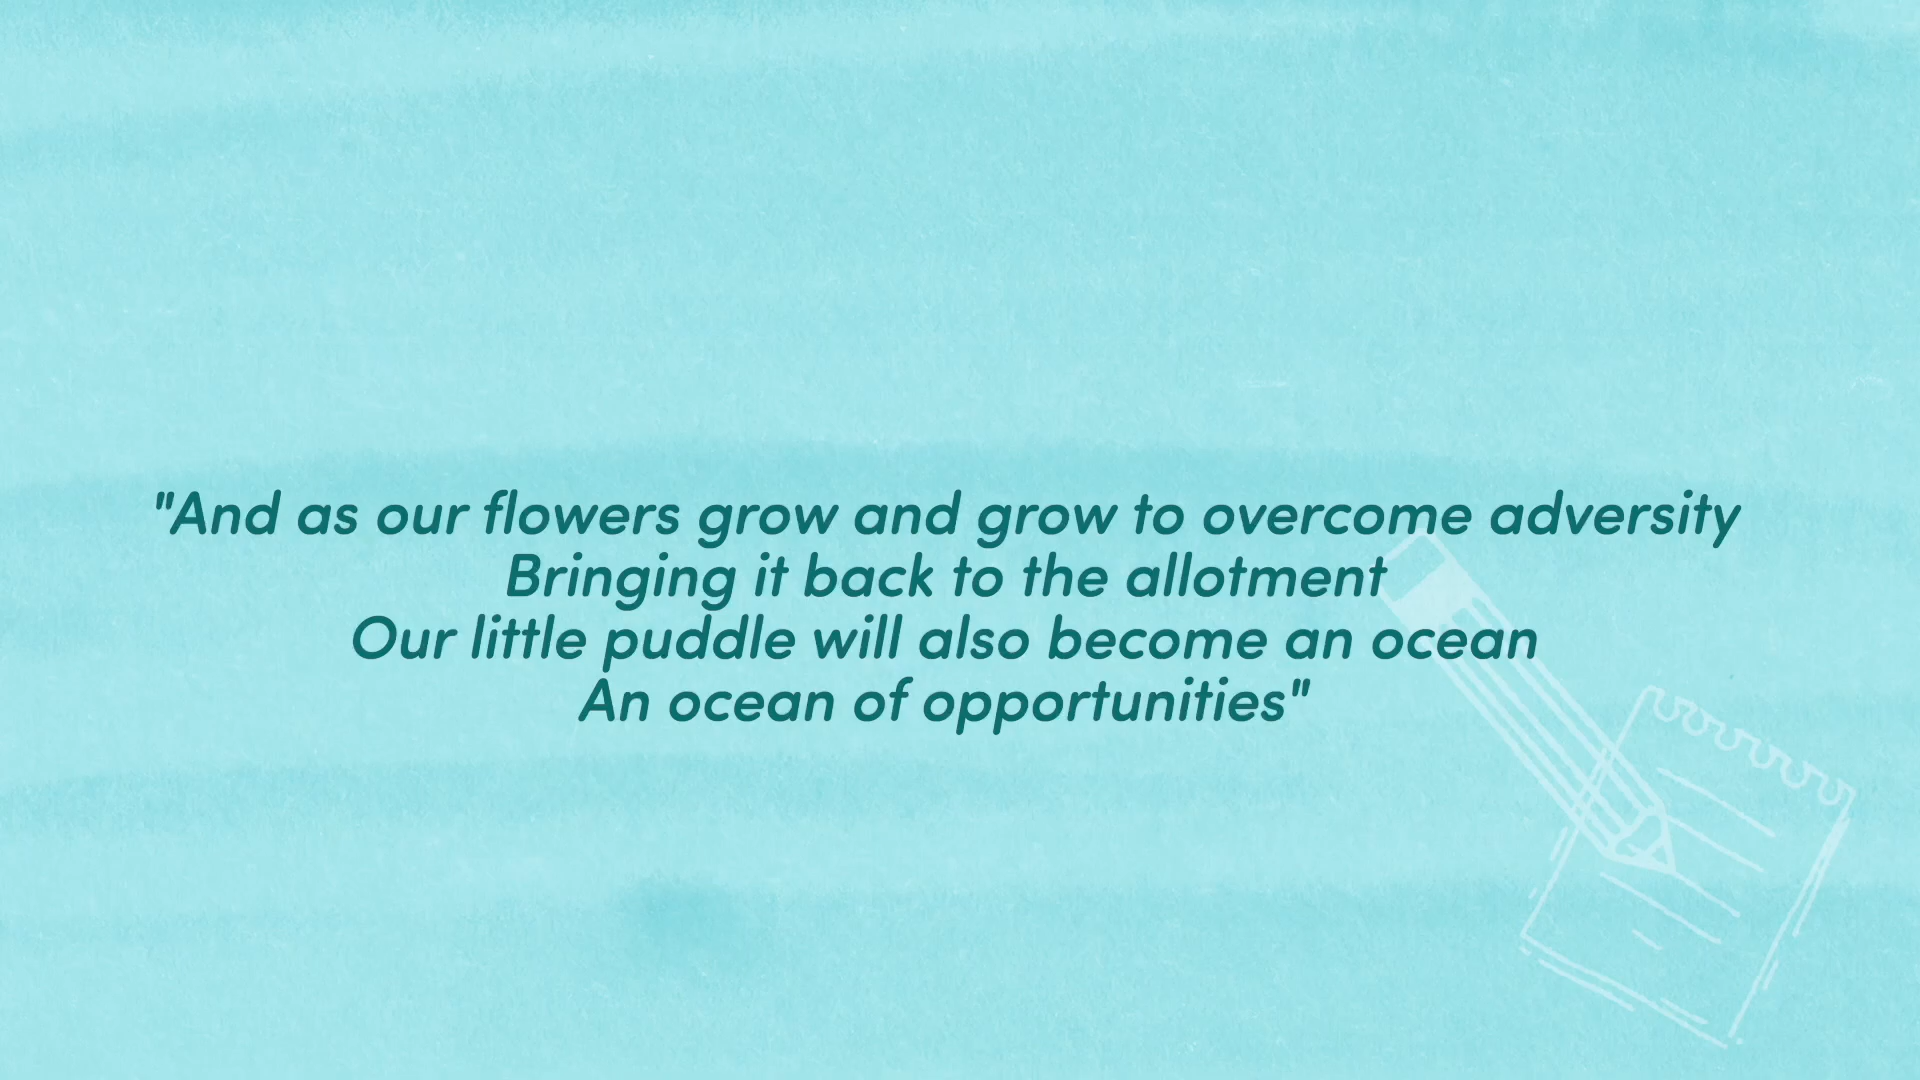 "And as our flowers grow and grow to overcome adversity
Bringing it back to the allotment
Our little puddle will also become an ocean
An ocean of opportunities"